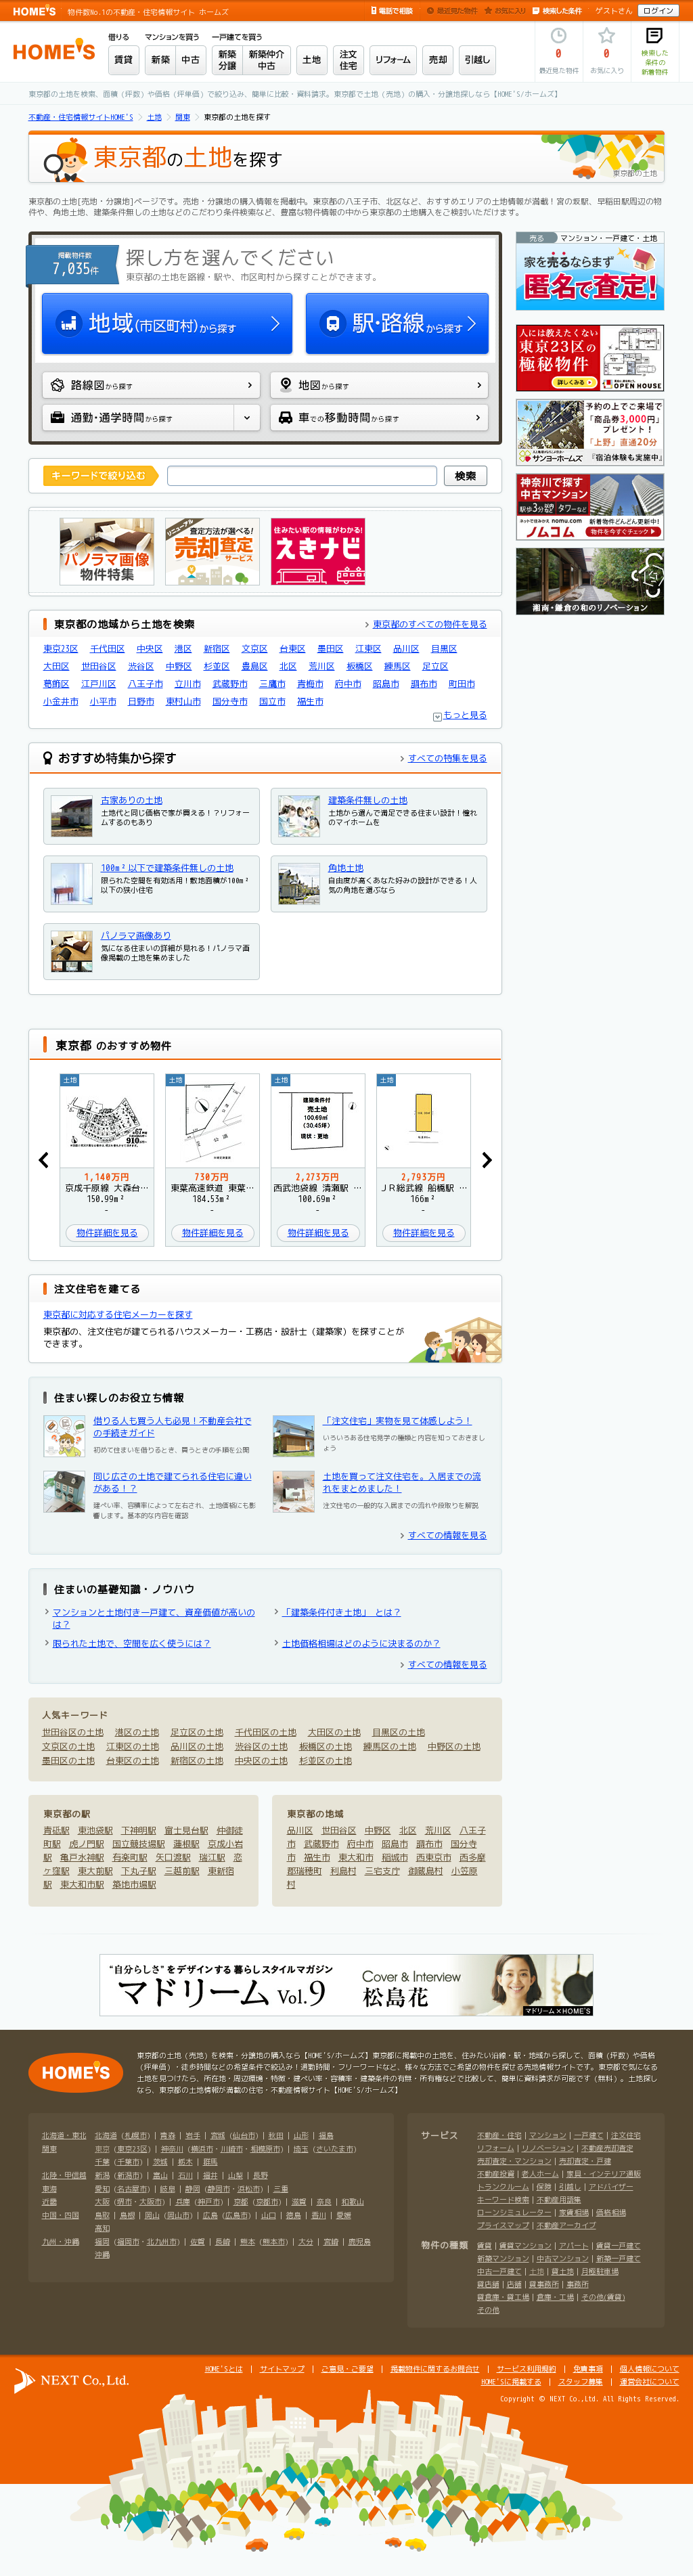 HOME'S 物件数No.1の不動産・住宅情報サイト ホームズ
電話で相談 最近見た物件 お気に入り 検索した条件 ゲストさん ログイン
HOME'S
借りる マンションを買う 一戸建てを買う
賃貸 新築 中古 新築分譲 新築仲介中古 土地 注文住宅 リフォーム 売却 引越し
0 最近見た物件
0 お気に入り
検索した条件の新着物件
東京都の土地を検索、面積(坪数)や価格(坪単価)で絞り込み、簡単に比較・資料請求。東京都で土地(売地)の購入・分譲地探しなら【HOME'S/ホームズ】
不動産・住宅情報サイトHOME'S > 土地 > 関東 > 東京都の土地を探す
東京都の土地を探す
東京都の土地
東京都の土地[売地・分譲地]ページです。売地・分譲地の購入情報を掲載中。東京都の八王子市、北区など、おすすめエリアの土地情報が満載!宮の坂駅、早稲田駅周辺の物
件や、角地土地、建築条件無しの土地などのこだわり条件検索など、豊富な物件情報の中から東京都の土地購入をご検討いただけます。
掲載物件数
7,035件
探し方を選んでください
東京都の土地を路線・駅や、市区町村から探すことができます。
地域(市区町村)から探す
駅・路線から探す
路線図から探す
地図から探す
通勤・通学時間から探す
車での移動時間から探す
キーワードで絞り込む 検索
パノラマ画像物件特集
リニューアル 査定方法が選べる! 売却査定サービス
住みたい駅の情報がわかる! えきナビ
売る マンション・一戸建て・土地
家を売るならまず
匿名で査定!
人には教えたくない
東京23区の
極秘物件
詳しくみる
OPEN HOUSE
予約の上でご来場で
「商品券3,000円」
プレゼント!
「上野」直通20分
サンヨーホームズ
「宿泊体験も実施中」
神奈川で探す
中古マンション
駅歩3分 タワーなど
ネットで住みかえ nomu.com
ノムコム
新着物件どんどん更新中!
物件を今すぐチェック
湘南・鎌倉の和のリノベーション
東京都の地域から土地を検索
東京都のすべての物件を見る
東京23区 千代田区 中央区 港区 新宿区 文京区 台東区 墨田区 江東区 品川区 目黒区
大田区 世田谷区 渋谷区 中野区 杉並区 豊島区 北区 荒川区 板橋区 練馬区 足立区
葛飾区 江戸川区 八王子市 立川市 武蔵野市 三鷹市 青梅市 府中市 昭島市 調布市 町田市
小金井市 小平市 日野市 東村山市 国分寺市 国立市 福生市
もっと見る
おすすめ特集から探す
すべての特集を見る
古家ありの土地
土地代と同じ価格で家が買える!?リフォームするのもあり
建築条件無しの土地
土地から選んで満足できる住まい設計!憧れのマイホームを
100m²以下で建築条件無しの土地
限られた空間を有効活用!敷地面積が100m²以下の狭小住宅
角地土地
自由度が高くあなた好みの設計ができる!人気の角地を選ぶなら
パノラマ画像あり
気になる住まいの詳細が見れる!パノラマ画像掲載の土地を集めました
東京都 のおすすめ物件
土地 土地 土地 土地
建築条件付
売土地
100.69㎡
(30.45坪)
現状:更地
1,140万円 730万円 2,273万円 2,793万円
京成千原線 大森台… 東葉高速鉄道 東葉… 西武池袋線 清瀬駅 … JR総武線 船橋駅 …
150.99m² 184.53m² 100.69m² 166m²
- - - -
物件詳細を見る 物件詳細を見る 物件詳細を見る 物件詳細を見る
注文住宅を建てる
東京都に対応する住宅メーカーを探す
東京都の、注文住宅が建てられるハウスメーカー・工務店・設計士(建築家)を探すことが
できます。
住まい探しのお役立ち情報
借りる人も買う人も必見!不動産会社での手続きガイド
初めて住まいを借りるとき、買うときの手順を公開
「注文住宅」実物を見て体感しよう!
いろいろある住宅見学の種類と内容を知っておきましょう
同じ広さの土地で建てられる住宅に違いがある!?
建ぺい率、容積率によって左右され、土地価格にも影響します。基本的な内容を確認
土地を買って注文住宅を。入居までの流れをまとめました!
注文住宅の一般的な入居までの流れや段取りを解説
すべての情報を見る
住まいの基礎知識・ノウハウ
マンションと土地付き一戸建て、資産価値が高いのは?
「建築条件付き土地」 とは?
限られた土地で、空間を広く使うには?
土地価格相場はどのように決まるのか?
すべての情報を見る
人気キーワード
世田谷区の土地 港区の土地 足立区の土地 千代田区の土地 大田区の土地 目黒区の土地
文京区の土地 江東区の土地 品川区の土地 渋谷区の土地 板橋区の土地 練馬区の土地 中野区の土地
墨田区の土地 台東区の土地 新宿区の土地 中央区の土地 杉並区の土地
東京都の駅
青砥駅 東池袋駅 下神明駅 富士見台駅 仲御徒
町駅 虎ノ門駅 国立競技場駅 蓮根駅 京成小岩
駅 亀戸水神駅 有楽町駅 矢口渡駅 瑞江駅 恋
ヶ窪駅 東大前駅 下丸子駅 三越前駅 東新宿
駅 東大和市駅 築地市場駅
東京都の地域
品川区 世田谷区 中野区 北区 荒川区 八王子
市 武蔵野市 府中市 昭島市 調布市 国分寺
市 福生市 東大和市 稲城市 西東京市 西多摩
郡瑞穂町 利島村 三宅支庁 御蔵島村 小笠原
村
"自分らしさ"をデザインする暮らしスタイルマガジン
マドリーム Vol.9
Cover & Interview
松島花
マドリーム×HOME'S
HOME'S
東京都の土地(売地)を検索・分譲地の購入なら【HOME'S/ホームズ】東京都に掲載中の土地を、住みたい沿線・駅・地域から探して、面積(坪数)や価格
(坪単価)・徒歩時間などの希望条件で絞込み!通勤時間・フリーワードなど、様々な方法でご希望の物件を探せる売地情報サイトです。東京都で気になる
土地を見つけたら、所在地・周辺環境・特徴・建ぺい率・容積率・建築条件の有無・所有権などで比較して、簡単に資料請求が可能です(無料)。土地探し
なら、東京都の土地情報が満載の住宅・不動産情報サイト【HOME'S/ホームズ】
北海道・東北 北海道(札幌市) | 青森 | 岩手 | 宮城(仙台市) | 秋田 | 山形 | 福島
関東 東京(東京23区) | 神奈川(横浜市・川崎市・相模原市) | 埼玉(さいたま市)
千葉(千葉市) | 茨城 | 栃木 | 群馬
北陸・甲信越 新潟(新潟市) | 富山 | 石川 | 福井 | 山梨 | 長野
東海 愛知(名古屋市) | 岐阜 | 静岡(静岡市・浜松市) | 三重
近畿 大阪(堺市・大阪市) | 兵庫(神戸市) | 京都(京都市) | 滋賀 | 奈良 | 和歌山
中国・四国 鳥取 | 島根 | 岡山(岡山市) | 広島(広島市) | 山口 | 徳島 | 香川 | 愛媛
高知
九州・沖縄 福岡(福岡市・北九州市) | 佐賀 | 長崎 | 熊本(熊本市) | 大分 | 宮崎 | 鹿児島
沖縄
サービス 不動産・住宅 | マンション | 一戸建て | 注文住宅
リフォーム | リノベーション | 不動産売却査定
売却査定・マンション | 売却査定・戸建
不動産投資 | 老人ホーム | 家具・インテリア通販
トランクルーム | 保険 | 引越し | アドバイザー
キーワード検索 | 不動産用語集
ローンシミュレーター | 家賃相場 | 価格相場
プライスマップ | 不動産アーカイブ
物件の種類 賃貸 | 賃貸マンション | アパート | 賃貸一戸建て
新築マンション | 中古マンション | 新築一戸建て
中古一戸建て | 土地 | 貸土地 | 月極駐車場
貸店舗 | 店舗 | 貸事務所 | 事務所
貸倉庫・貸工場 | 倉庫・工場 | その他(賃貸)
その他
NEXT Co.,Ltd.
HOME'Sとは | サイトマップ | ご意見・ご要望 | 掲載物件に関するお問合せ | サービス利用規約 | 免責事項 | 個人情報について
HOME'Sに掲載する | スタッフ募集 | 運営会社について
Copyright © NEXT Co.,Ltd. All Rights Reserved.